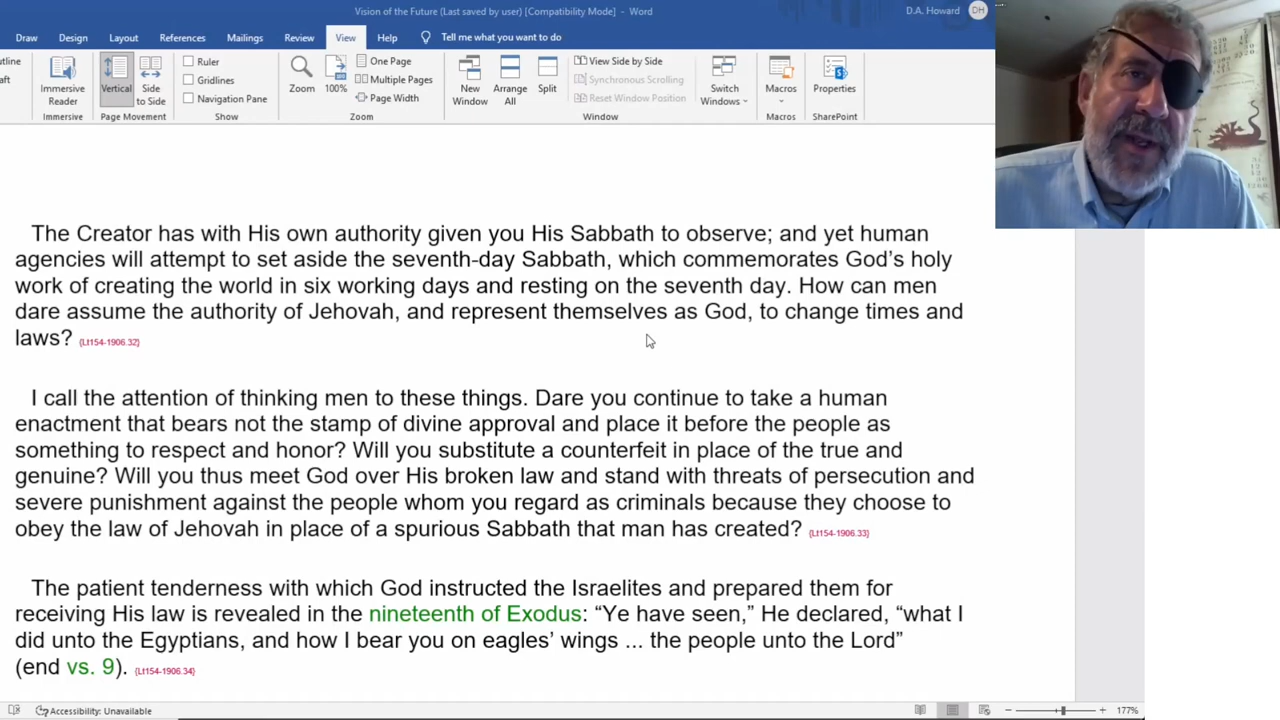 Vision of the Future (Last saved by user) [Compatibility Mode] - Word
D.A. Howard DH
Draw Design Layout References Mailings Review View Help Tell me what you want to do
Immersive Reader
Immersive
Vertical
Side to Side
Page Movement
Ruler
Gridlines
Navigation Pane
Show
Zoom
100%
One Page
Multiple Pages
Page Width
Zoom
New Window
Arrange All
Split
View Side by Side
Synchronous Scrolling
Reset Window Position
Window
Switch Windows
Macros
Macros
Properties
SharePoint
The Creator has with His own authority given you His Sabbath to observe; and yet human
agencies will attempt to set aside the seventh-day Sabbath, which commemorates God's holy
work of creating the world in six working days and resting on the seventh day. How can men
dare assume the authority of Jehovah, and represent themselves as God, to change times and
laws? {Lt154-1906.32}
I call the attention of thinking men to these things. Dare you continue to take a human
enactment that bears not the stamp of divine approval and place it before the people as
something to respect and honor? Will you substitute a counterfeit in place of the true and
genuine? Will you thus meet God over His broken law and stand with threats of persecution and
severe punishment against the people whom you regard as criminals because they choose to
obey the law of Jehovah in place of a spurious Sabbath that man has created? {Lt154-1906.33}
The patient tenderness with which God instructed the Israelites and prepared them for
receiving His law is revealed in the nineteenth of Exodus: “Ye have seen,” He declared, “what I
did unto the Egyptians, and how I bear you on eagles’ wings ... the people unto the Lord”
(end vs. 9). {Lt154-1906.34}
Accessibility: Unavailable
177%